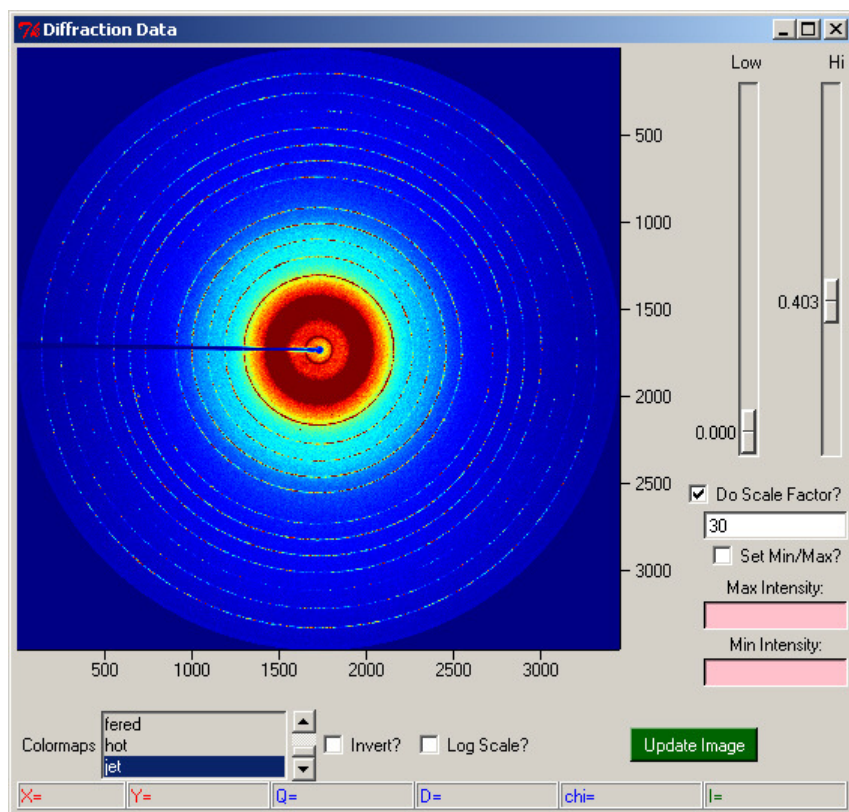 Diffraction Data
Low
Hi
500
1000
1500
2000
2500
3000
0.403
0.000
Do Scale Factor?
30
Set Min/Max?
Max Intensity:
Min Intensity:
500
1000
1500
2000
2500
3000
Colormaps
fered
hot
jet
Invert?
Log Scale?
Update Image
X=
Y=
Q=
D=
chi=
I=